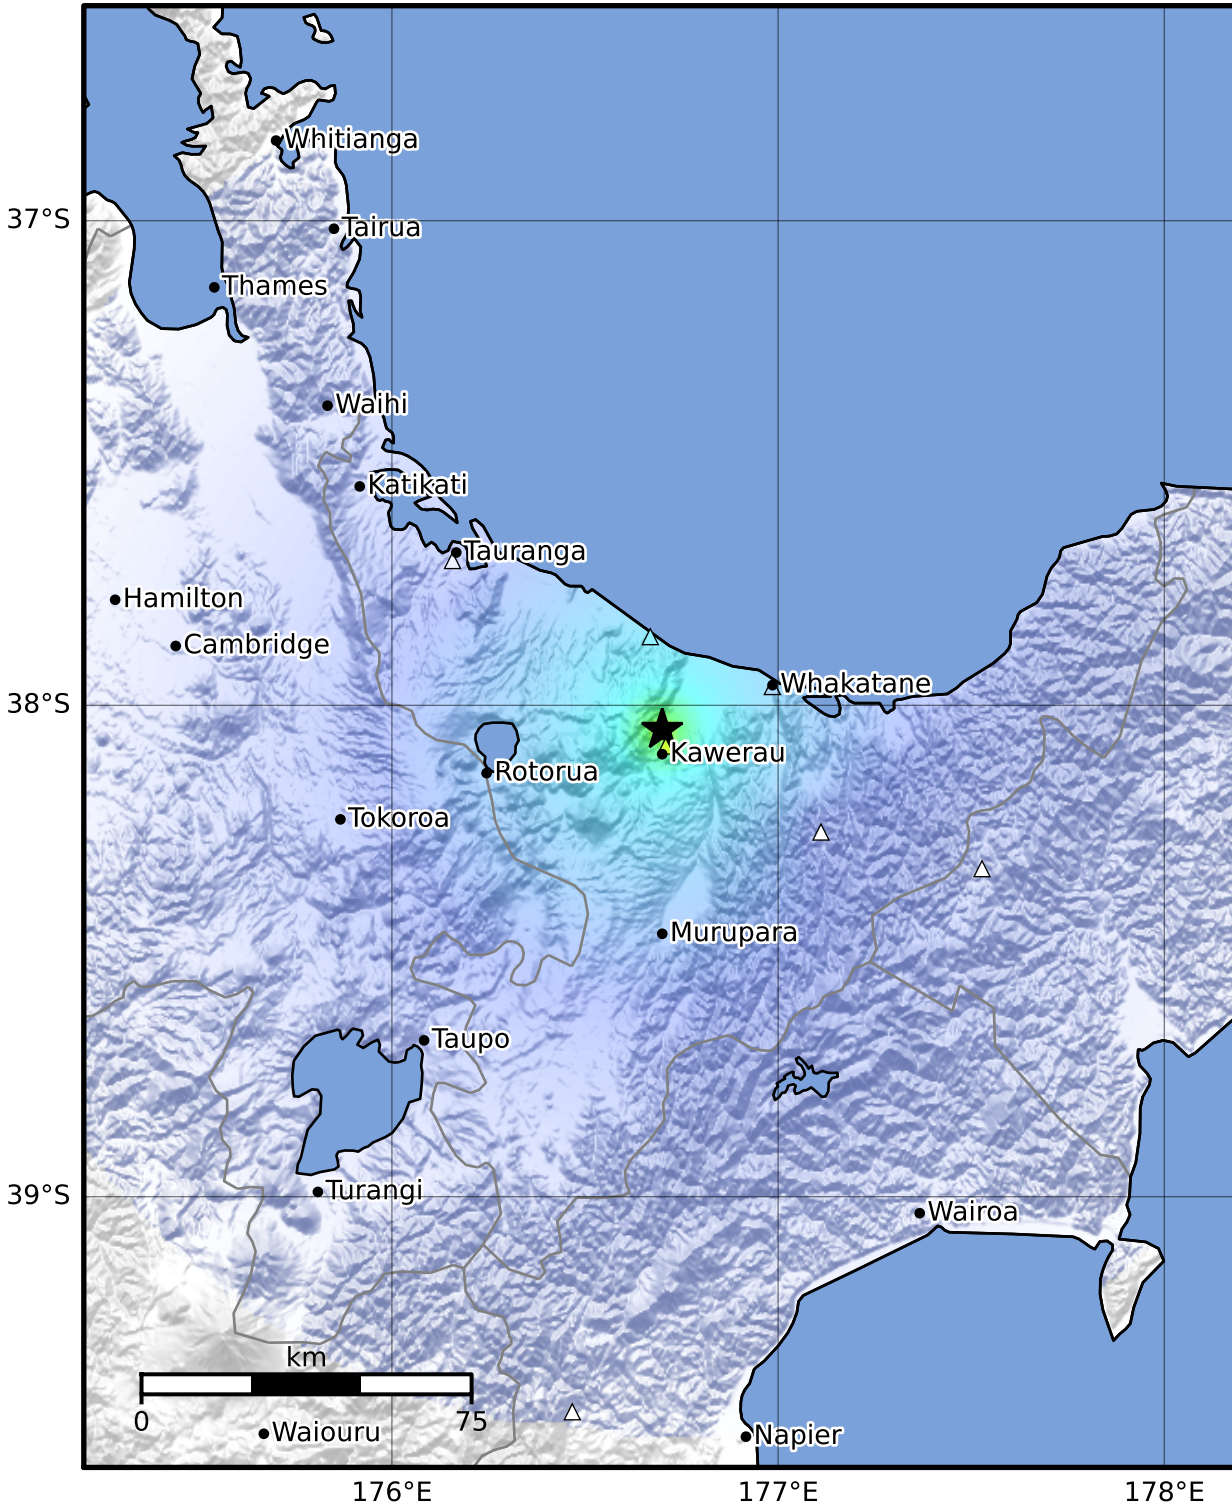 Whitianga
37°S
Tairua
Thames
Waihi
Katikati
Tauranga
Hamilton
Cambridge
Whakatane
38°S
Kawerau
Rotorua
Tokoroa
Murupara
Taupo
Turangi
39°S
Wairoa
km
0
75
Waiouru
Napier
176°E
177°E
178°E